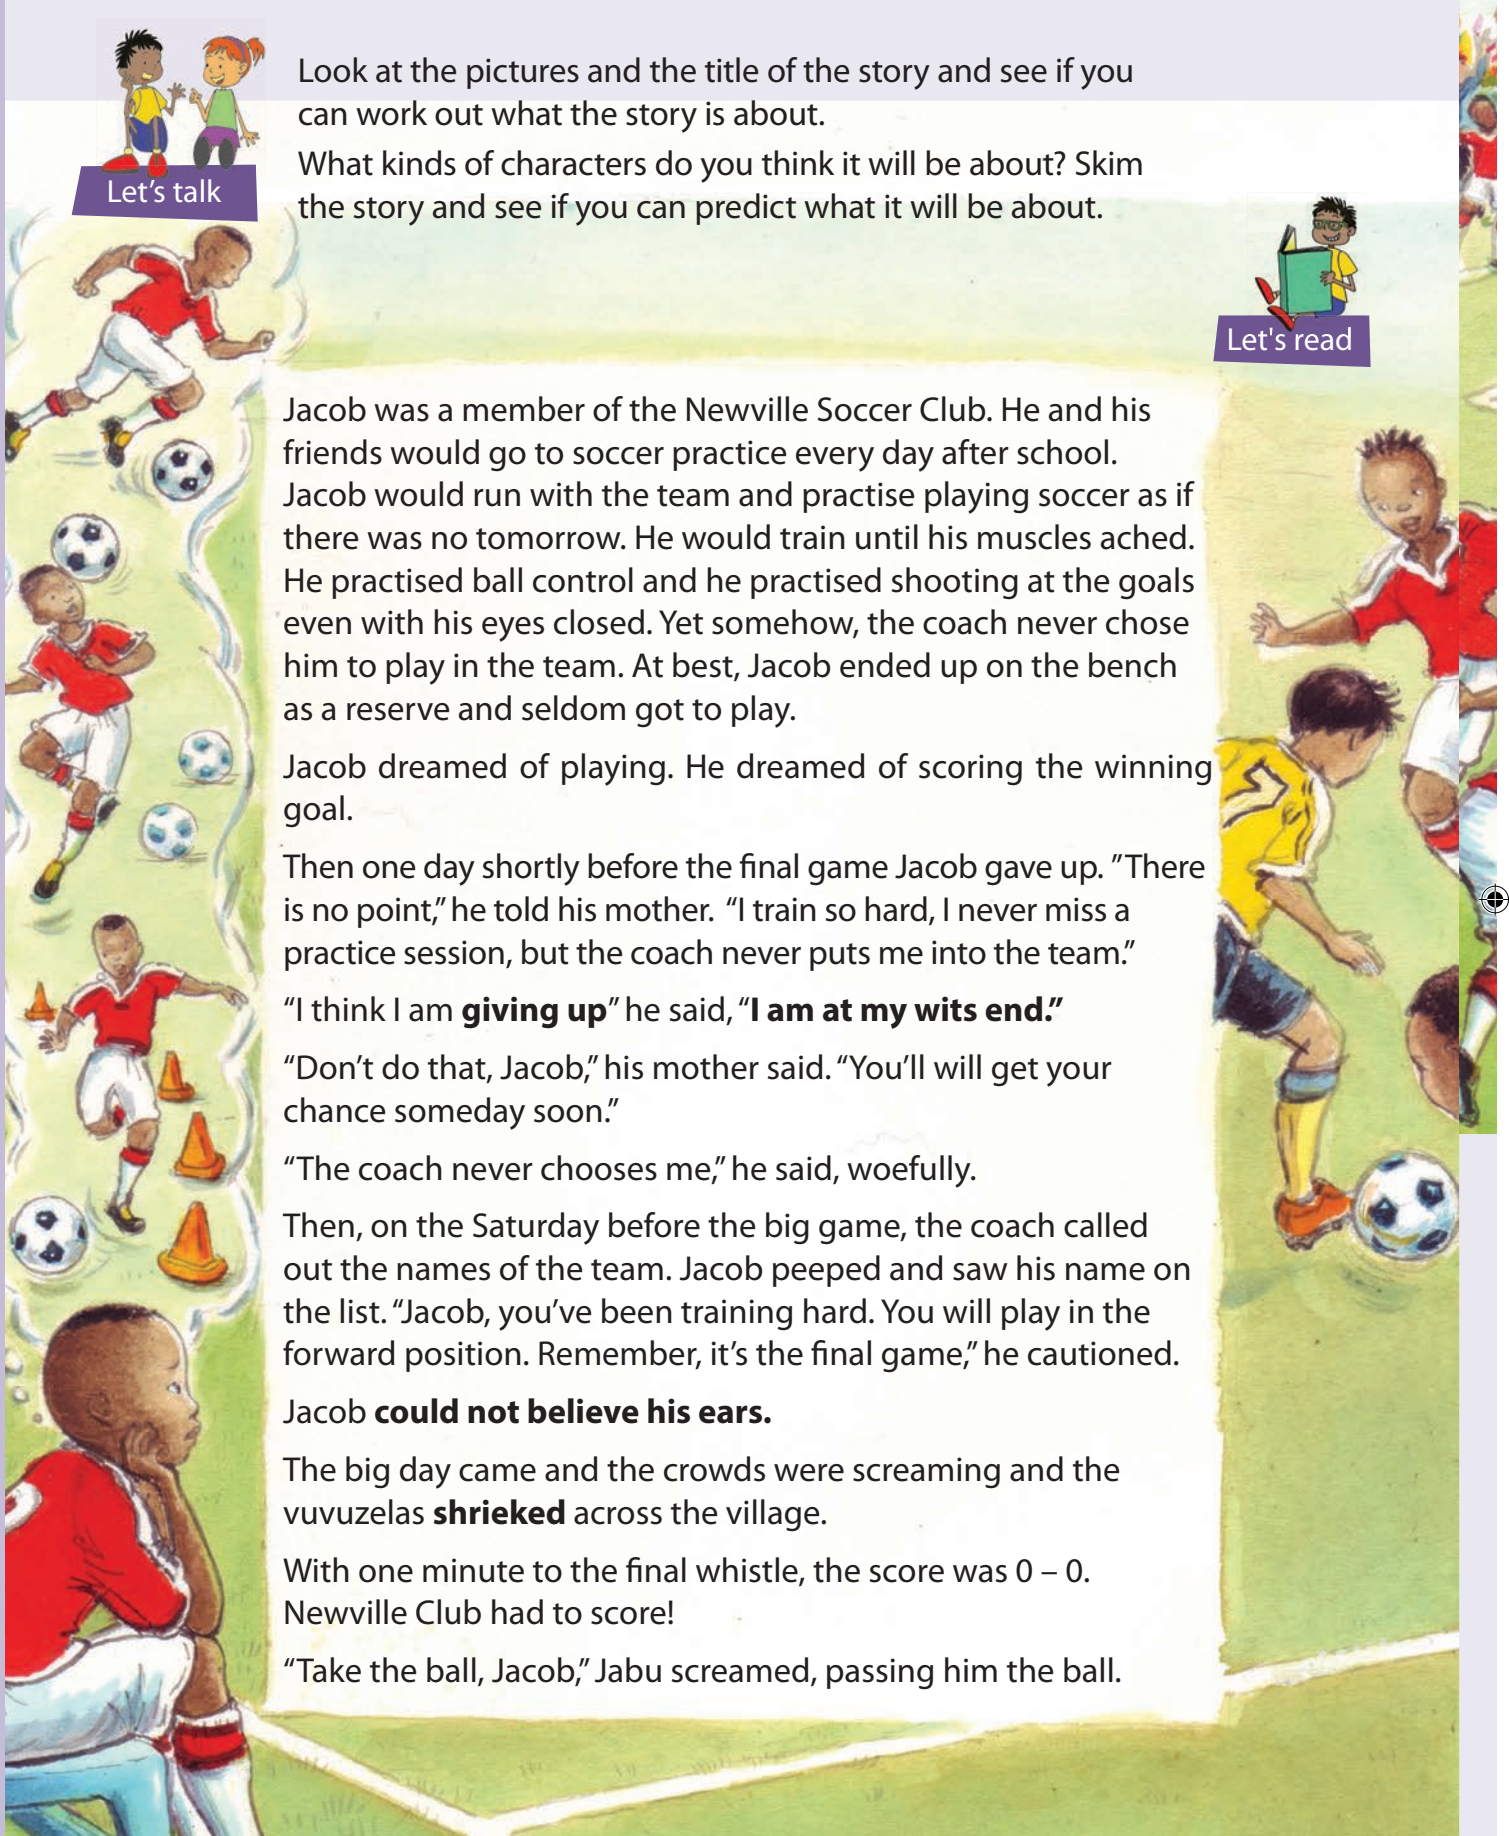 Look at the pictures and the title of the story and see if you
can work out what the story is about.
What kinds of characters do you think it will be about? Skim
the story and see if you can predict what it will be about.
Let's talk
Let's read
Jacob was a member of the Newville Soccer Club. He and his
friends would go to soccer practice every day after school.
Jacob would run with the team and practise playing soccer as if
there was no tomorrow. He would train until his muscles ached.
He practised ball control and he practised shooting at the goals
even with his eyes closed. Yet somehow, the coach never chose
him to play in the team. At best, Jacob ended up on the bench
as a reserve and seldom got to play.
Jacob dreamed of playing. He dreamed of scoring the winning
goal.
Then one day shortly before the final game Jacob gave up. ”There
is no point,” he told his mother. “I train so hard, I never miss a
practice session, but the coach never puts me into the team.”
“I think I am giving up” he said, “I am at my wits end.”
“Don’t do that, Jacob,” his mother said. “You’ll will get your
chance someday soon.”
“The coach never chooses me,” he said, woefully.
Then, on the Saturday before the big game, the coach called
out the names of the team. Jacob peeped and saw his name on
the list. “Jacob, you’ve been training hard. You will play in the
forward position. Remember, it’s the final game,” he cautioned.
Jacob could not believe his ears.
The big day came and the crowds were screaming and the
vuvuzelas shrieked across the village.
With one minute to the final whistle, the score was 0 – 0.
Newville Club had to score!
“Take the ball, Jacob,” Jabu screamed, passing him the ball.
7